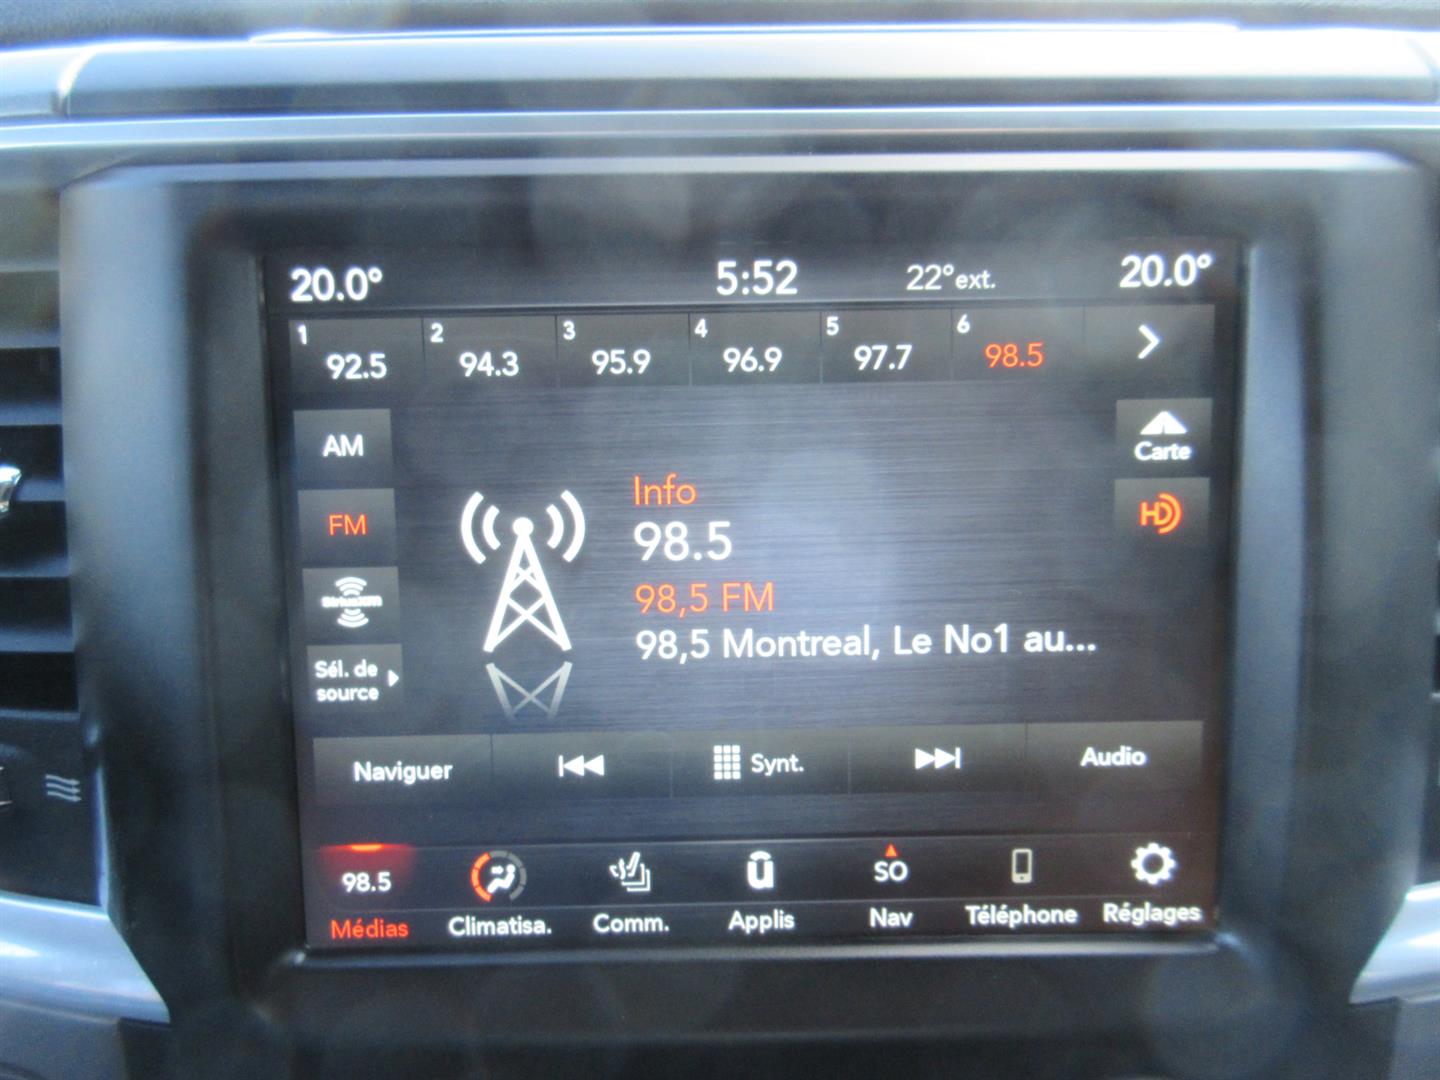 20.0° 5:52 22°ext. 20.0°
1 2 3 4 5 6
92.5 94.3 95.9 96.9 97.7 98.5
AM
Carte
FM
HD
Info
98.5
98,5 FM
98,5 Montreal, Le No1 au...
SiriusXM
Sél. de
source
Naviguer Synt. Audio
98.5 SO
Médias Climatisa. Comm. Applis Nav Téléphone Réglages